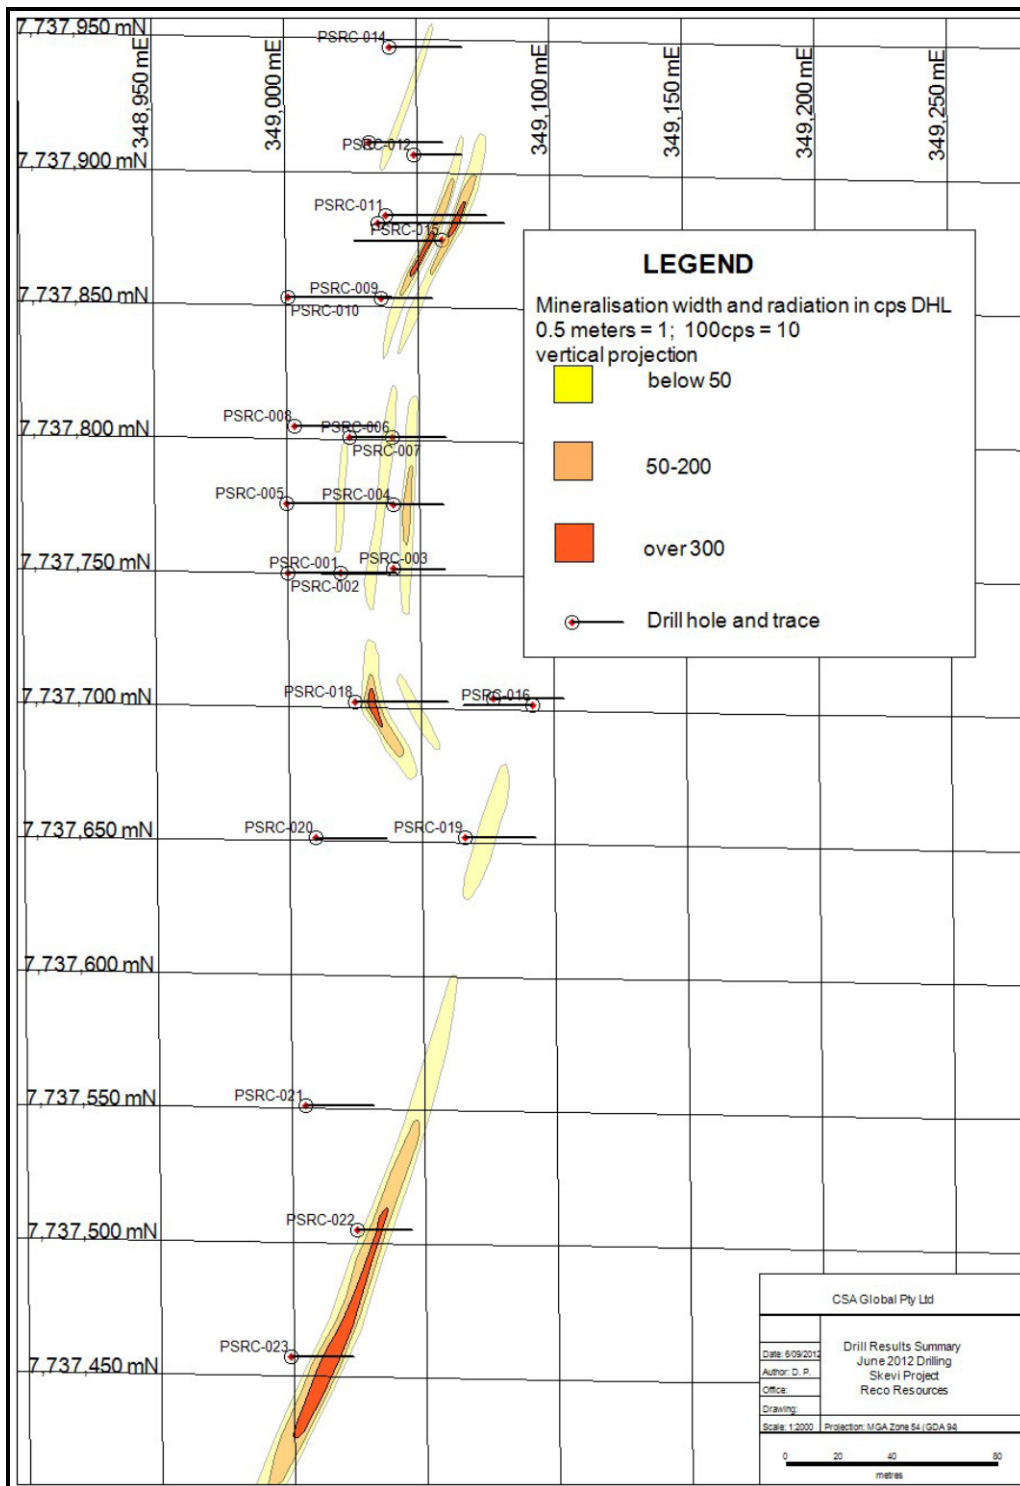 7,737,950 mN
348,950 mE
349,000 mE
349,100 mE
349,150 mE
349,200 mE
349,250 mE
PSRC-014
PSRC-012
7,737,900 mN
PSRC-011
PSRC-015
7,737,850 mN
PSRC-009
PSRC-010
LEGEND
Mineralisation width and radiation in cps DHL
0.5 meters = 1; 100cps = 10
vertical projection
below 50
50-200
over 300
Drill hole and trace
7,737,800 mN
PSRC-008
PSRC-006
PSRC-007
PSRC-005
PSRC-004
7,737,750 mN
PSRC-001
PSRC-003
PSRC-002
7,737,700 mN
PSRC-018
PSRC-016
7,737,650 mN
PSRC-020
PSRC-019
7,737,600 mN
7,737,550 mN
PSRC-021
7,737,500 mN
PSRC-022
7,737,450 mN
PSRC-023
CSA Global Pty Ltd
Date: 6/09/2012
Author: D. P.
Office:
Drawing:
Scale: 1:2000
Drill Results Summary
June 2012 Drilling
Skevi Project
Reco Resources
Projection: MGA Zone 54 (GDA 94
0 20 40 80
metres